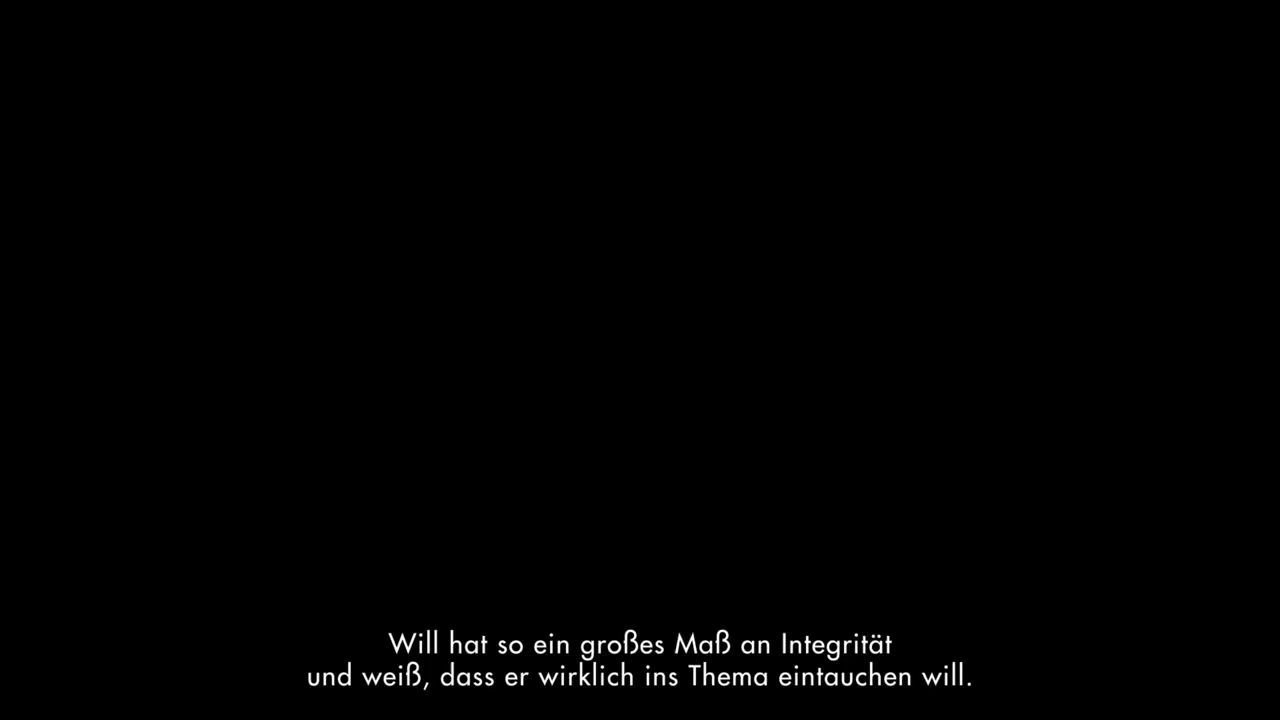 Will hat so ein großes Maß an Integrität
und weiß, dass er wirklich ins Thema eintauchen will.